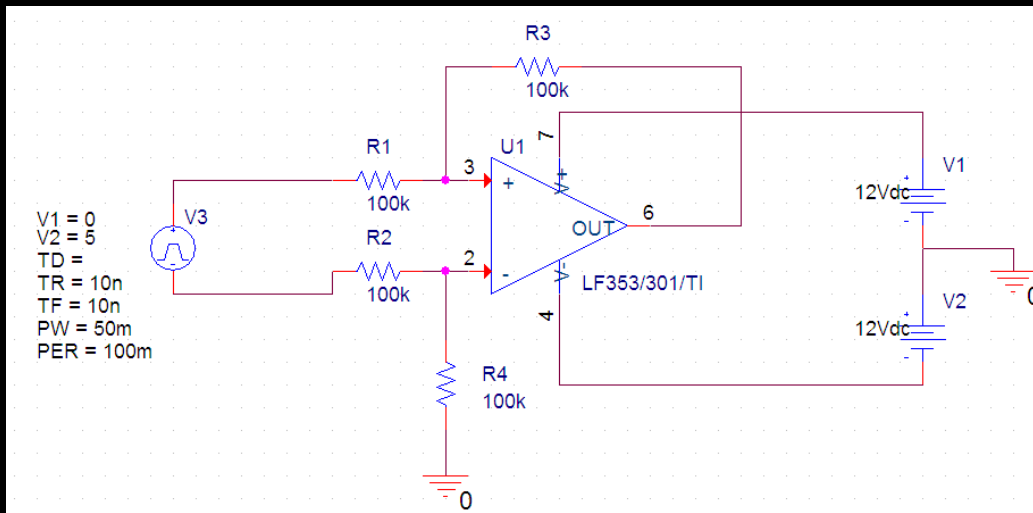 R3
100k
7
U1
V+
R1
3
+
100k
V1
12Vdc
+
-
V3
+
-
V1 = 0
V2 = 5
TD =
TR = 10n
TF = 10n
PW = 50m
PER = 100m
R2
100k
2
-
OUT
6
V-
4
LF353/301/TI
0
V2
12Vdc
+
-
R4
100k
0